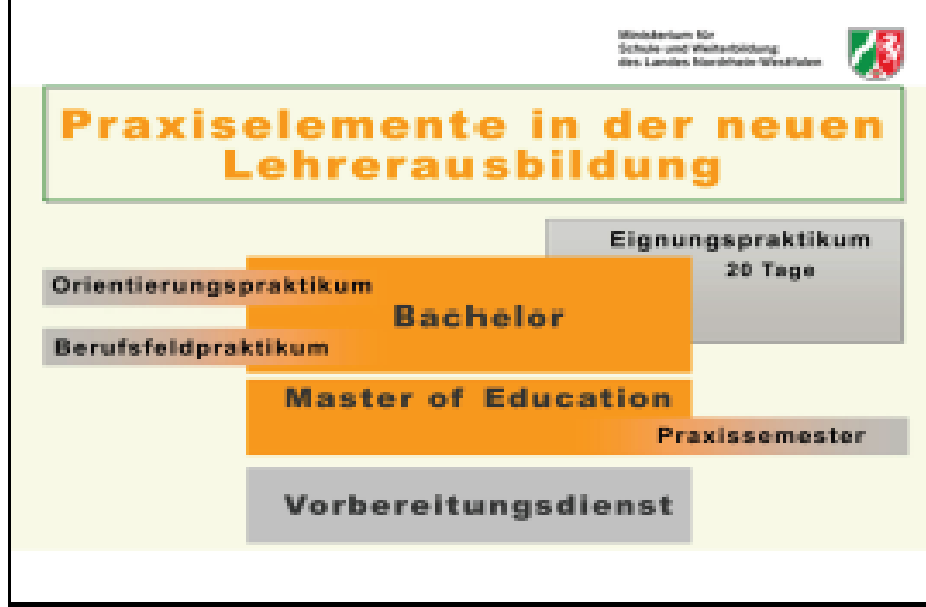 Ministerium für
Schule und Weiterbildung
des Landes Nordrhein-Westfalen
Praxiselemente in der neuen
Lehrerausbildung
Eignungspraktikum
20 Tage
Orientierungspraktikum
Bachelor
Berufsfeldpraktikum
Master of Education
Praxissemester
Vorbereitungsdienst